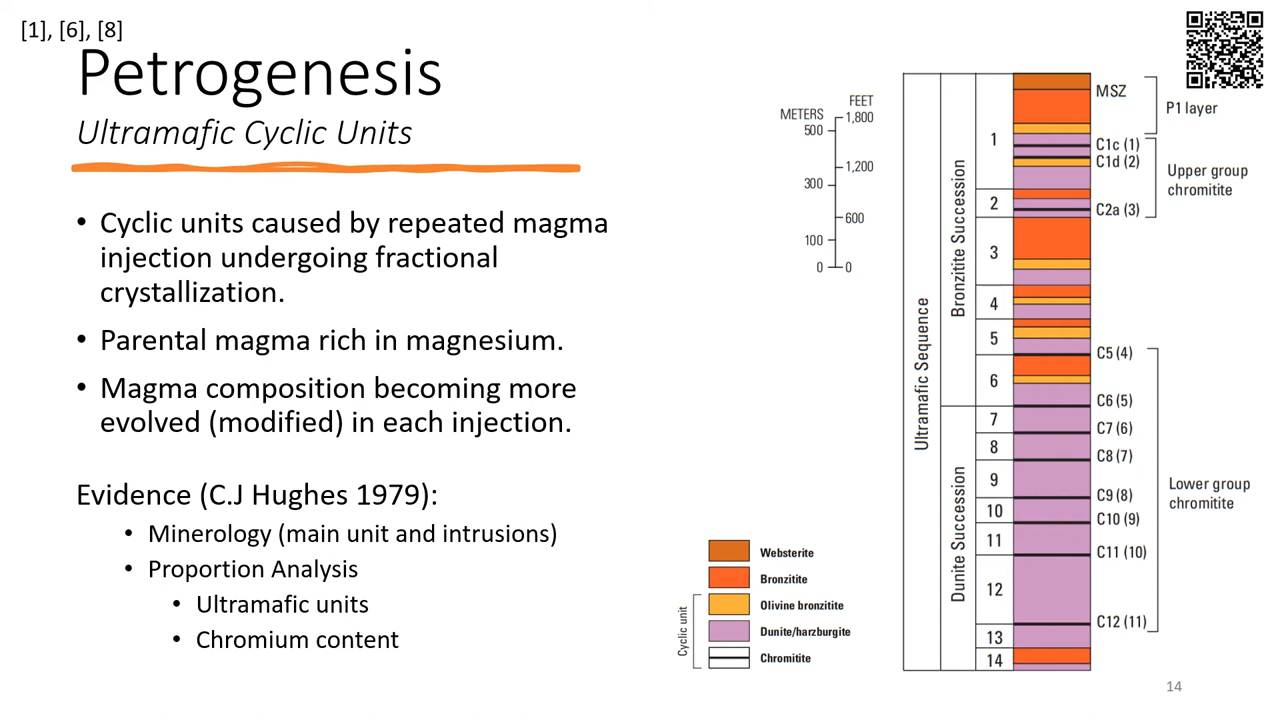 [1], [6], [8]
Petrogenesis
Ultramafic Cyclic Units
• Cyclic units caused by repeated magma
injection undergoing fractional
crystallization.
• Parental magma rich in magnesium.
• Magma composition becoming more
evolved (modified) in each injection.
Evidence (C.J Hughes 1979):
• Minerology (main unit and intrusions)
• Proportion Analysis
• Ultramafic units
• Chromium content
METERS
FEET
500
1,800
1,200
300
600
100
0
0
Ultramafic Sequence
Bronzitite Succession
Dunite Succession
1
2
3
4
5
6
7
8
9
10
11
12
13
14
MSZ
P1 layer
C1c (1)
C1d (2)
Upper group
chromitite
C2a (3)
C5 (4)
C6 (5)
C7 (6)
C8 (7)
C9 (8)
Lower group
chromitite
C10 (9)
C11 (10)
C12 (11)
Websterite
Bronzitite
Olivine bronzitite
Dunite/harzburgite
Chromitite
Cyclic unit
14